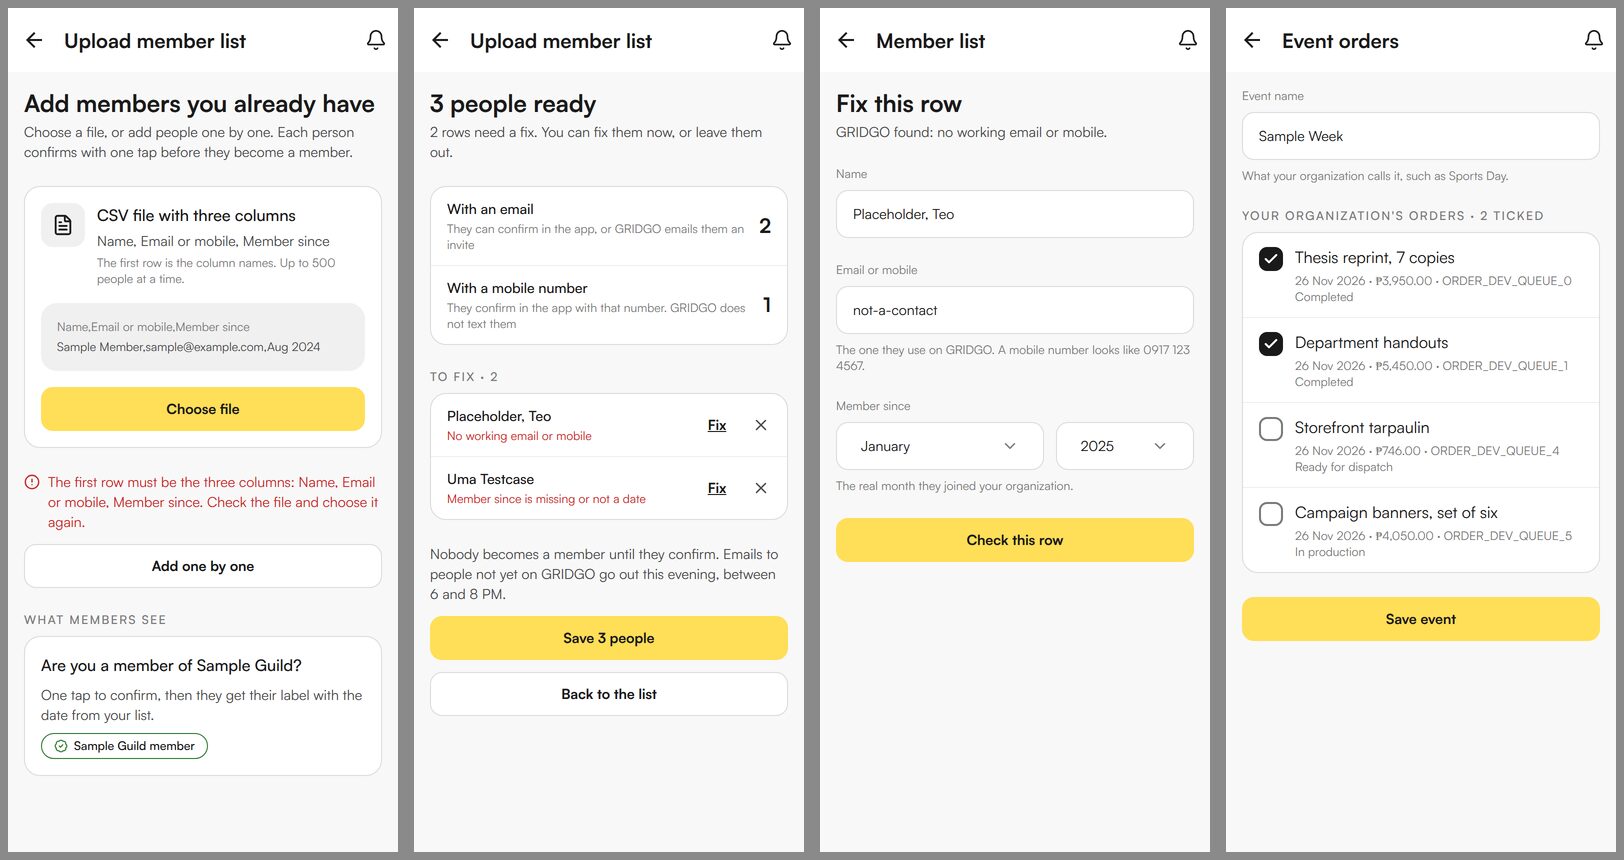 Upload member list
Add members you already have
Choose a file, or add people one by one. Each person
confirms with one tap before they become a member.
CSV file with three columns
Name, Email or mobile, Member since
The first row is the column names. Up to 500
people at a time.
Name,Email or mobile,Member since
Sample Member,sample@example.com,Aug 2024
Choose file
The first row must be the three columns: Name, Email
or mobile, Member since. Check the file and choose it
again.
Add one by one
WHAT MEMBERS SEE
Are you a member of Sample Guild?
One tap to confirm, then they get their label with the
date from your list.
Sample Guild member
Upload member list
3 people ready
2 rows need a fix. You can fix them now, or leave them
out.
With an email
They can confirm in the app, or GRIDGO emails them an
invite
2
With a mobile number
They confirm in the app with that number. GRIDGO does
not text them
1
TO FIX • 2
Placeholder, Teo
No working email or mobile
Fix
Uma Testcase
Member since is missing or not a date
Fix
Nobody becomes a member until they confirm. Emails to
people not yet on GRIDGO go out this evening, between
6 and 8 PM.
Save 3 people
Back to the list
Member list
Fix this row
GRIDGO found: no working email or mobile.
Name
Placeholder, Teo
Email or mobile
not-a-contact
The one they use on GRIDGO. A mobile number looks like 0917 123
4567.
Member since
January
2025
The real month they joined your organization.
Check this row
Event orders
Event name
Sample Week
What your organization calls it, such as Sports Day.
YOUR ORGANIZATION'S ORDERS • 2 TICKED
Thesis reprint, 7 copies
26 Nov 2026 • ₱3,950.00 • ORDER_DEV_QUEUE_0
Completed
Department handouts
26 Nov 2026 • ₱5,450.00 • ORDER_DEV_QUEUE_1
Completed
Storefront tarpaulin
26 Nov 2026 • ₱746.00 • ORDER_DEV_QUEUE_4
Ready for dispatch
Campaign banners, set of six
26 Nov 2026 • ₱4,050.00 • ORDER_DEV_QUEUE_5
In production
Save event